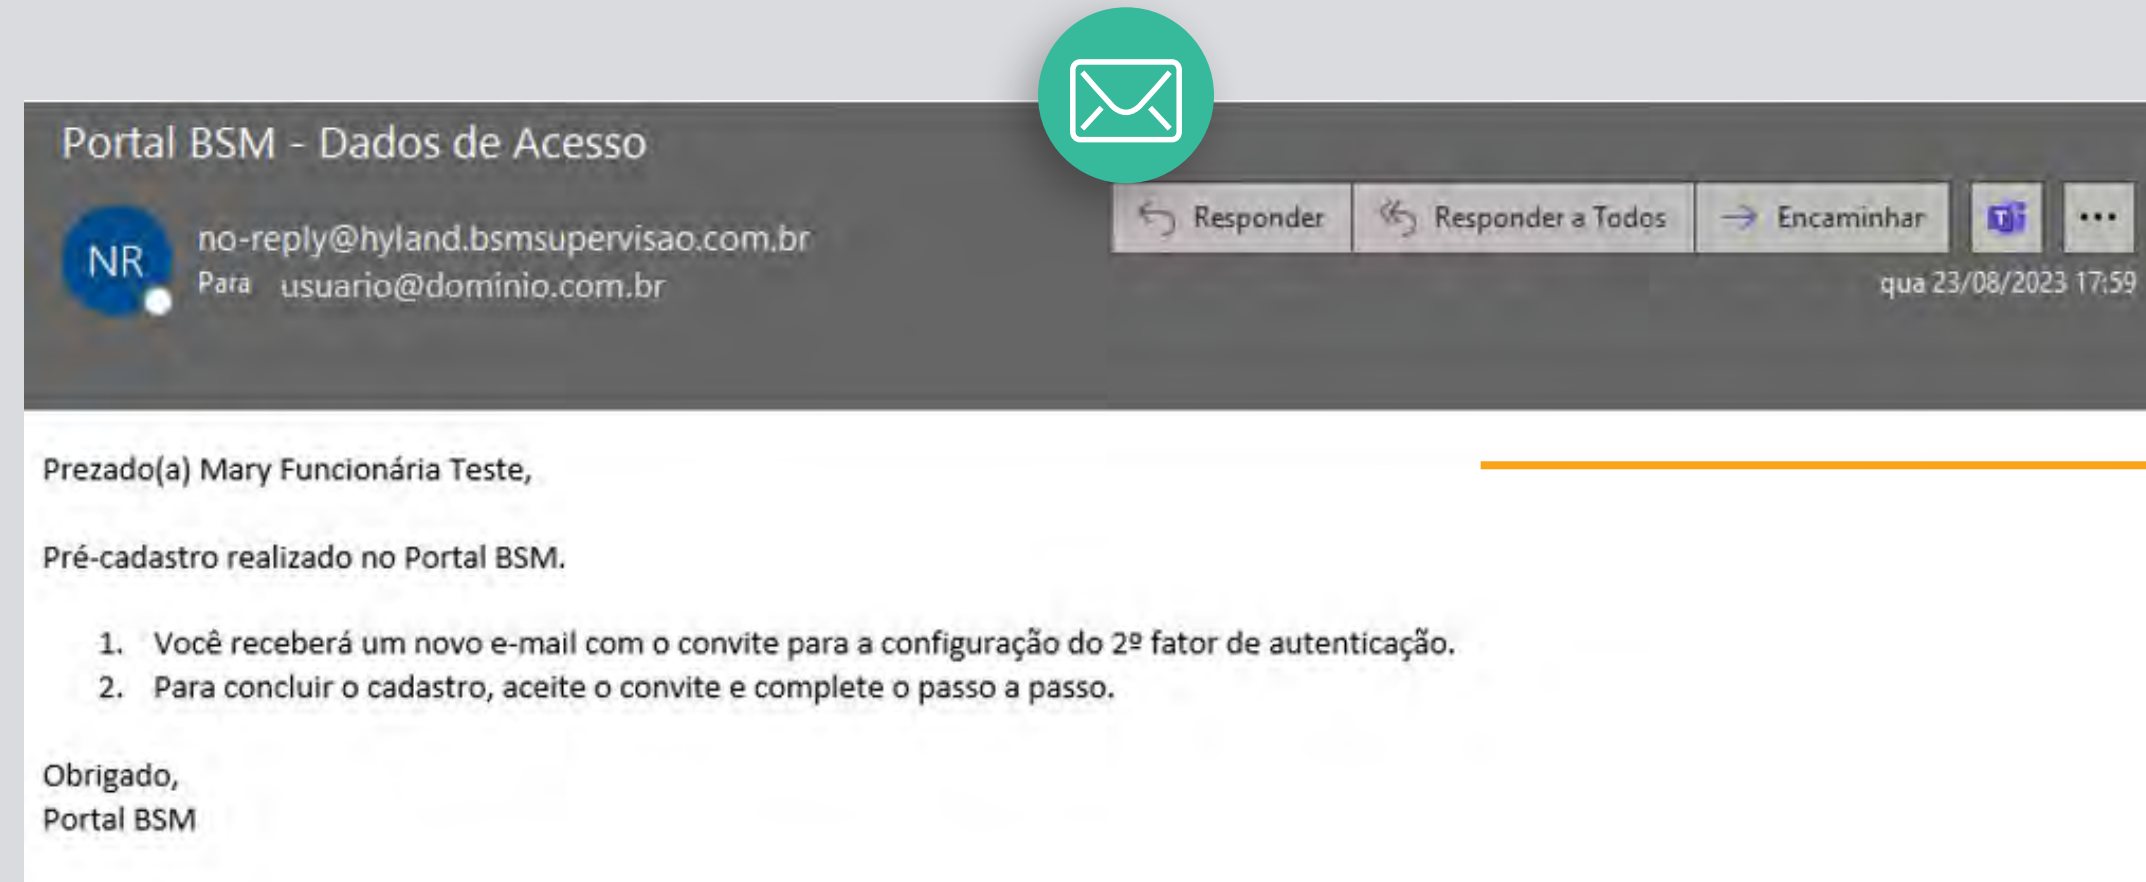 Portal BSM - Dados de Acesso
NR
no-reply@hyland.bsmsupervisao.com.br
Para usuario@dominio.com.br
Responder
Responder a Todos
Encaminhar
qua 23/08/2023 17:59
Prezado(a) Mary Funcionária Teste,
Pré-cadastro realizado no Portal BSM.
1. Você receberá um novo e-mail com o convite para a configuração do 2º fator de autenticação.
2. Para concluir o cadastro, aceite o convite e complete o passo a passo.
Obrigado,
Portal BSM